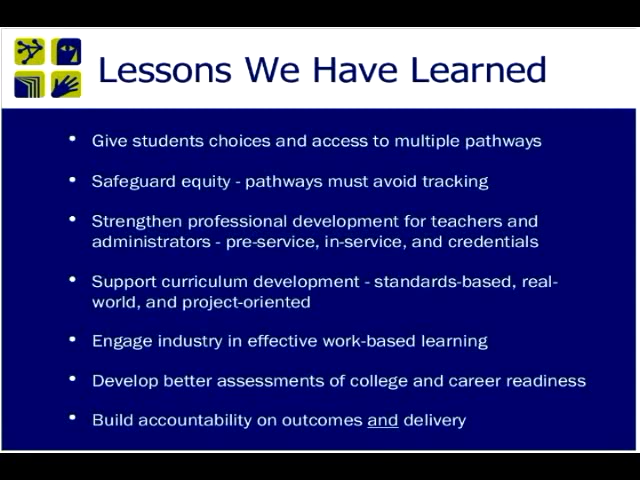 Lessons We Have Learned
• Give students choices and access to multiple pathways
• Safeguard equity - pathways must avoid tracking
• Strengthen professional development for teachers and
administrators - pre-service, in-service, and credentials
• Support curriculum development - standards-based, real-
world, and project-oriented
• Engage industry in effective work-based learning
• Develop better assessments of college and career readiness
• Build accountability on outcomes and delivery